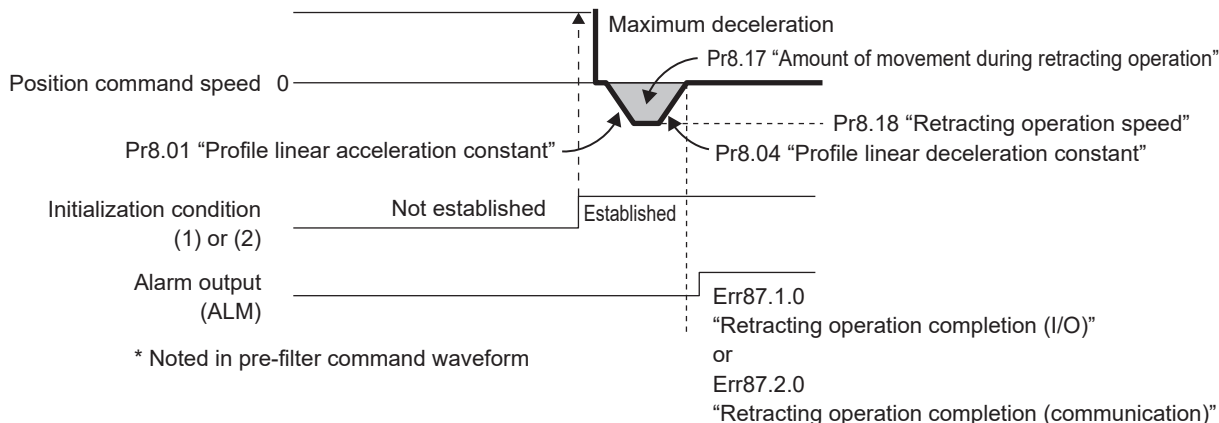 Maximum deceleration
Pr8.17 “Amount of movement during retracting operation”
Position command speed 0
Pr8.18 “Retracting operation speed”
Pr8.01 “Profile linear acceleration constant”
Pr8.04 “Profile linear deceleration constant”
Initialization condition
(1) or (2)
Not established
Established
Alarm output
(ALM)
Err87.1.0
“Retracting operation completion (I/O)”
or
Err87.2.0
“Retracting operation completion (communication)”
* Noted in pre-filter command waveform